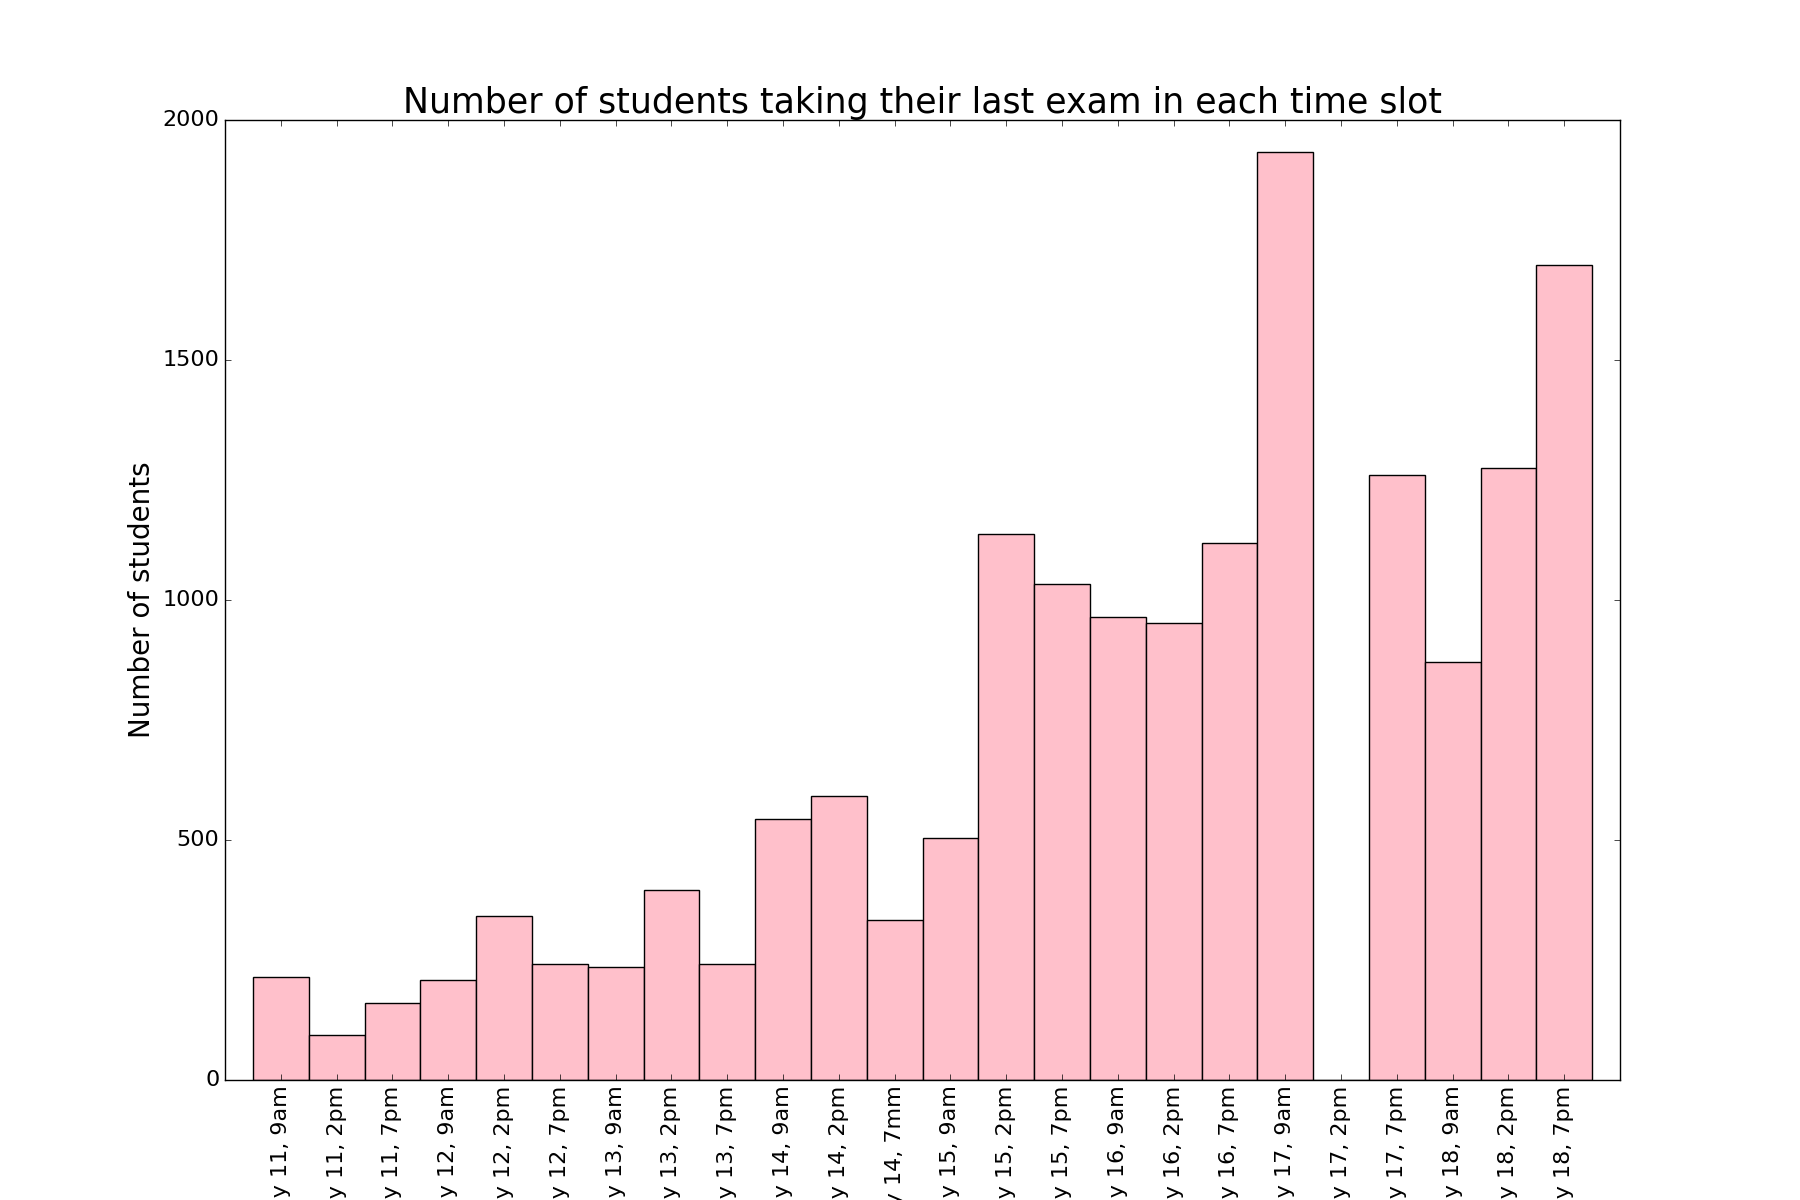 Number of students taking their last exam in each time slot
Number of students
2000
1500
1000
500
0
y 11, 9am
y 11, 2pm
y 11, 7pm
y 12, 9am
y 12, 2pm
y 12, 7pm
y 13, 9am
y 13, 2pm
y 13, 7pm
y 14, 9am
y 14, 2pm
y 14, 7mm
y 15, 9am
y 15, 2pm
y 15, 7pm
y 16, 9am
y 16, 2pm
y 16, 7pm
y 17, 9am
y 17, 2pm
y 17, 7pm
y 18, 9am
y 18, 2pm
y 18, 7pm